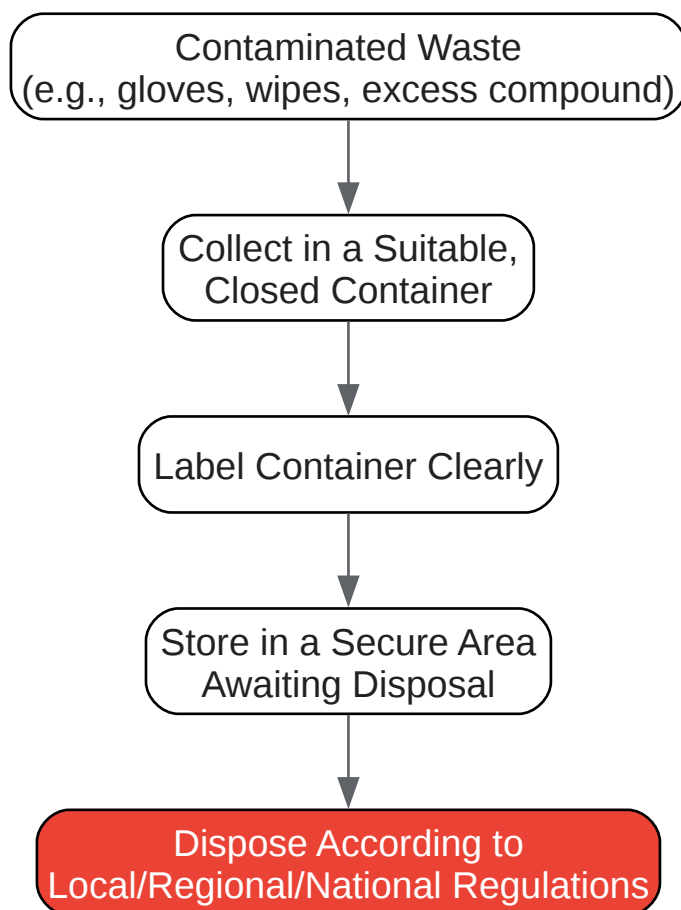 Contaminated Waste
(e.g., gloves, wipes, excess compound)
Collect in a Suitable,
Closed Container
Label Container Clearly
Store in a Secure Area
Awaiting Disposal
Dispose According to
Local/Regional/National Regulations